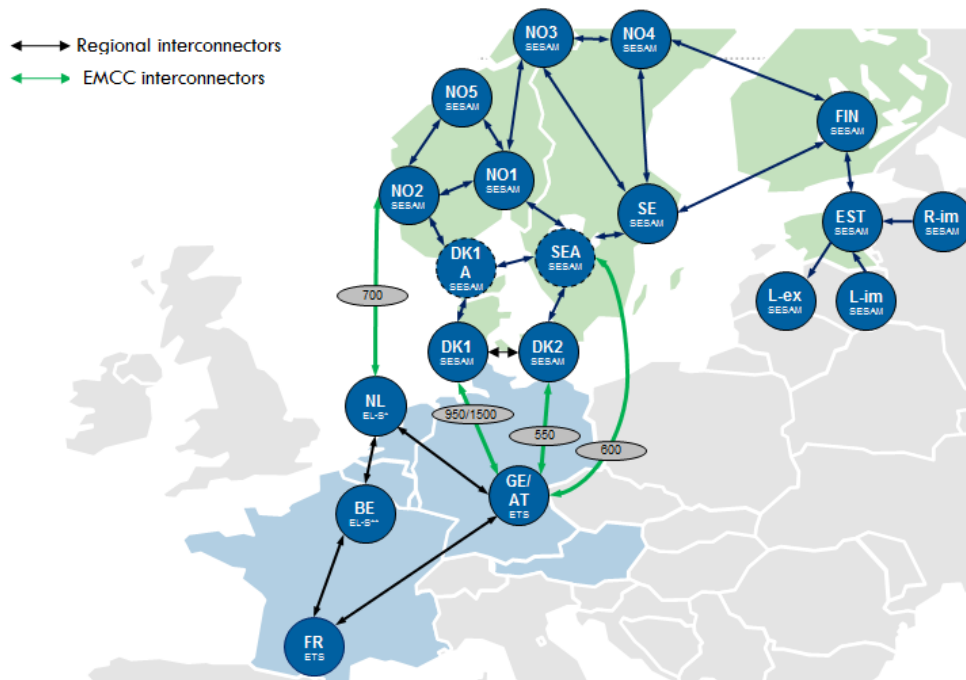 Regional interconnectors
EMCC interconnectors
NO3
SESAM
NO4
SESAM
NO5
SESAM
FIN
SESAM
NO1
SESAM
NO2
SESAM
SE
SESAM
EST
SESAM
R-im
SESAM
DK1
A
SESAM
SEA
SESAM
L-ex
SESAM
L-im
SESAM
700
DK1
SESAM
DK2
SESAM
NL
EL-S*
950/1500
550
600
GE/
AT
ETS
BE
EL-S**
FR
ETS